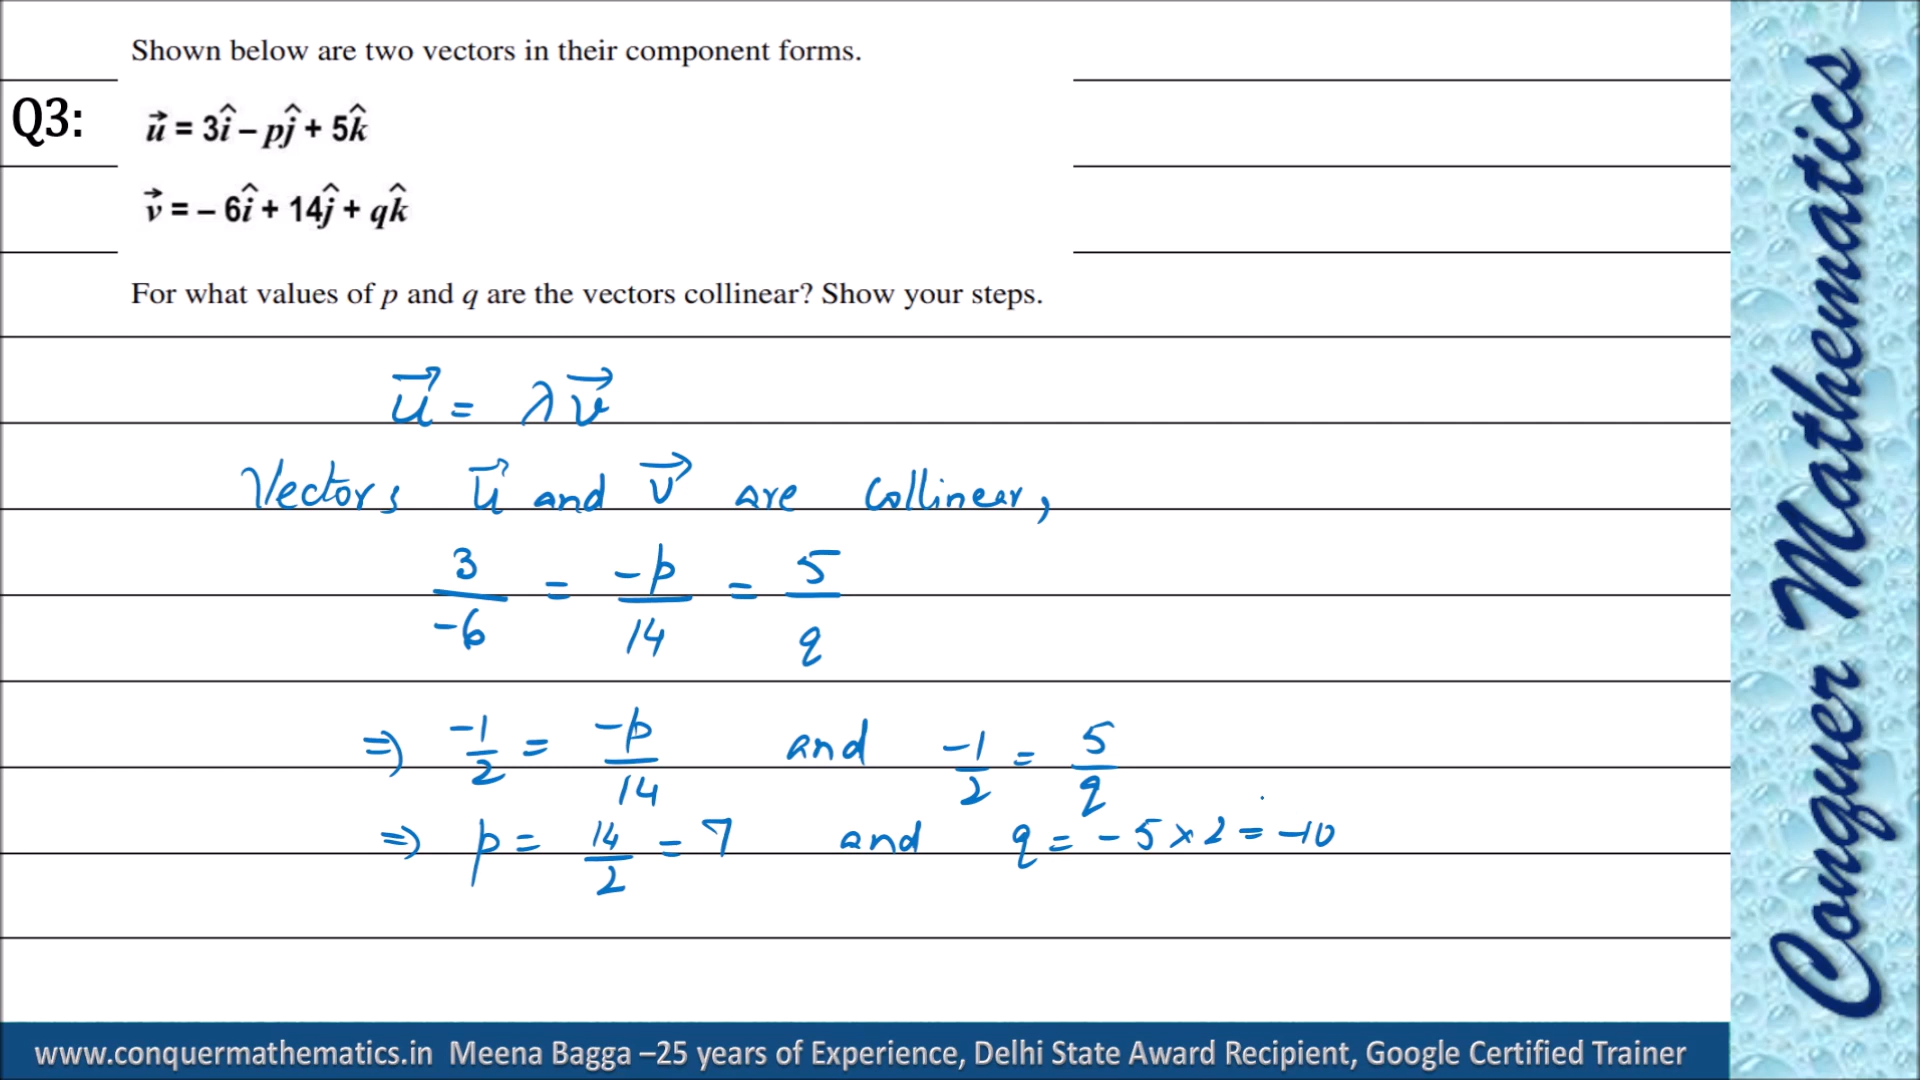 Shown below are two vectors in their component forms.
Q3:
u⃗ = 3î – pĵ + 5k̂
v⃗ = – 6î + 14ĵ + qk̂
For what values of p and q are the vectors collinear? Show your steps.
u⃗ = λv⃗
Vectors u⃗ and v⃗ are collinear,
3/-6 = -p/14 = 5/q
⇒ -1/2 = -p/14 and -1/2 = 5/q
⇒ p = 14/2 = 7 and q = -5 × 2 = -10
Conquer Mathematics
www.conquermathematics.in Meena Bagga –25 years of Experience, Delhi State Award Recipient, Google Certified Trainer